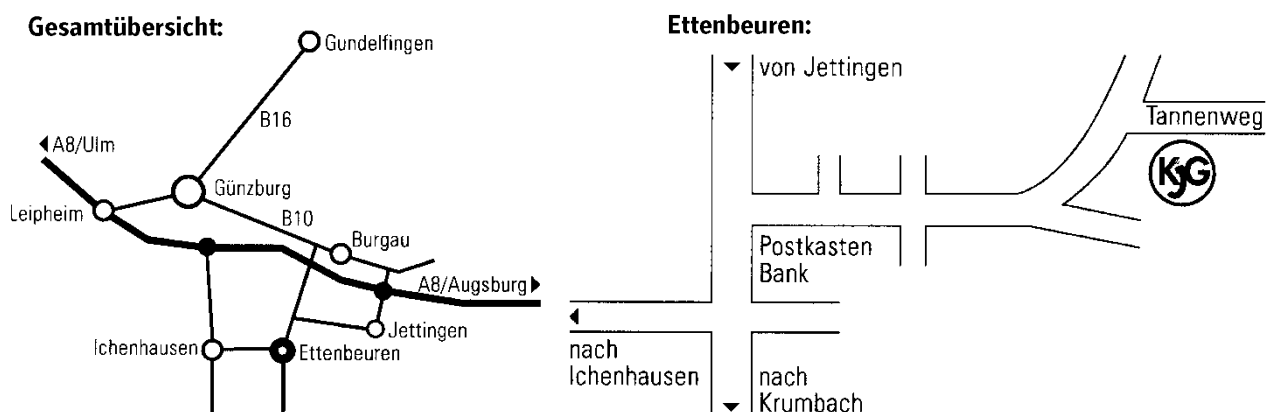 Gesamtübersicht:
Gundelfingen
B16
A8/Ulm
Günzburg
Leipheim
B10
Burgau
A8/Augsburg
Jettingen
Ichenhausen
Ettenbeuren
Ettenbeuren:
von Jettingen
Tannenweg
KjG
Postkasten
Bank
nach
Ichenhausen
nach
Krumbach